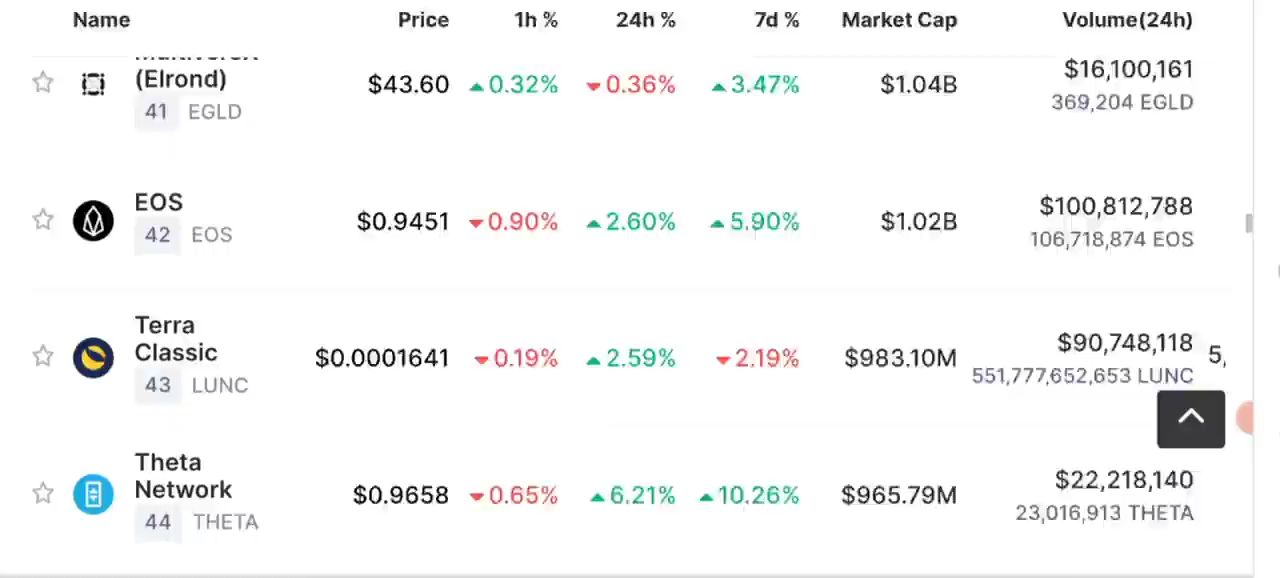 Name Price 1h % 24h % 7d % Market Cap Volume(24h)
(Elrond) $43.60 0.32% 0.36% 3.47% $1.04B $16,100,161
41 EGLD 369,204 EGLD
EOS $0.9451 0.90% 2.60% 5.90% $1.02B $100,812,788
42 EOS 106,718,874 EOS
Terra
Classic $0.0001641 0.19% 2.59% 2.19% $983.10M $90,748,118 5,
43 LUNC 551,777,652,653 LUNC
Theta
Network $0.9658 0.65% 6.21% 10.26% $965.79M $22,218,140
44 THETA 23,016,913 THETA